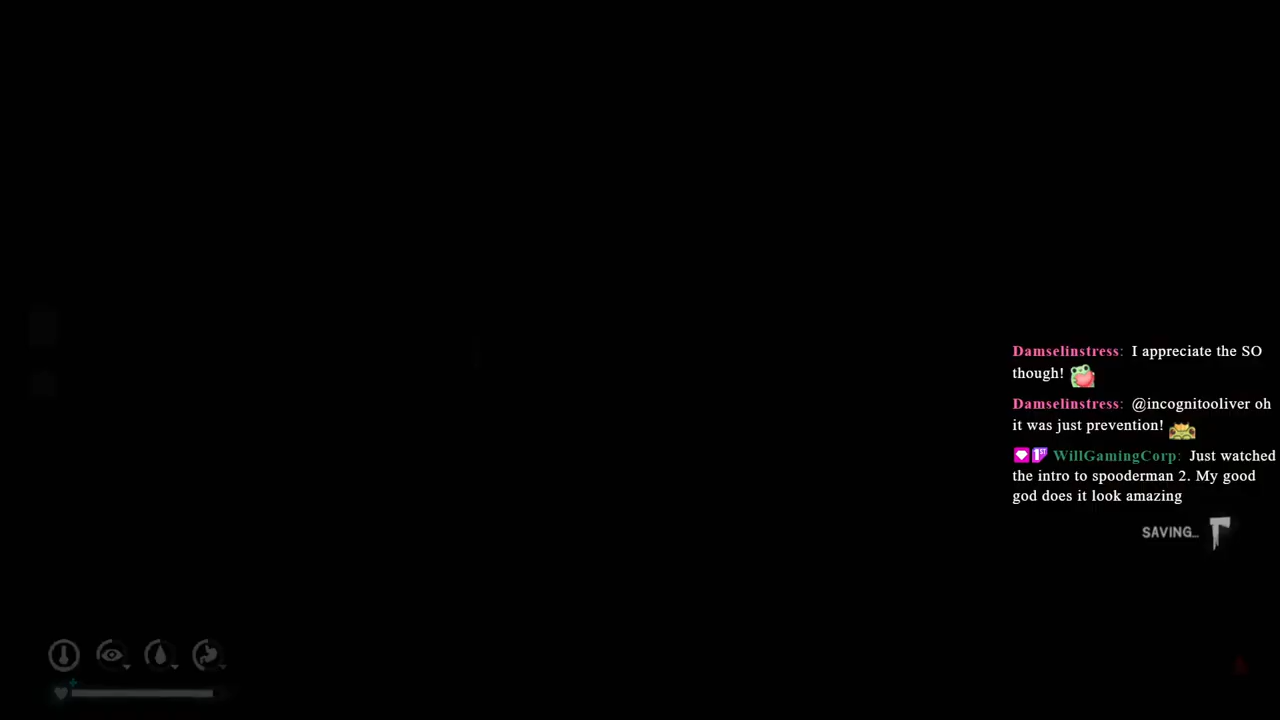 Damselinstress: I appreciate the SO
though!
Damselinstress: @incognitooliver oh
it was just prevention!
1ST WillGamingCorp: Just watched
the intro to spooderman 2. My good
god does it look amazing
SAVING...